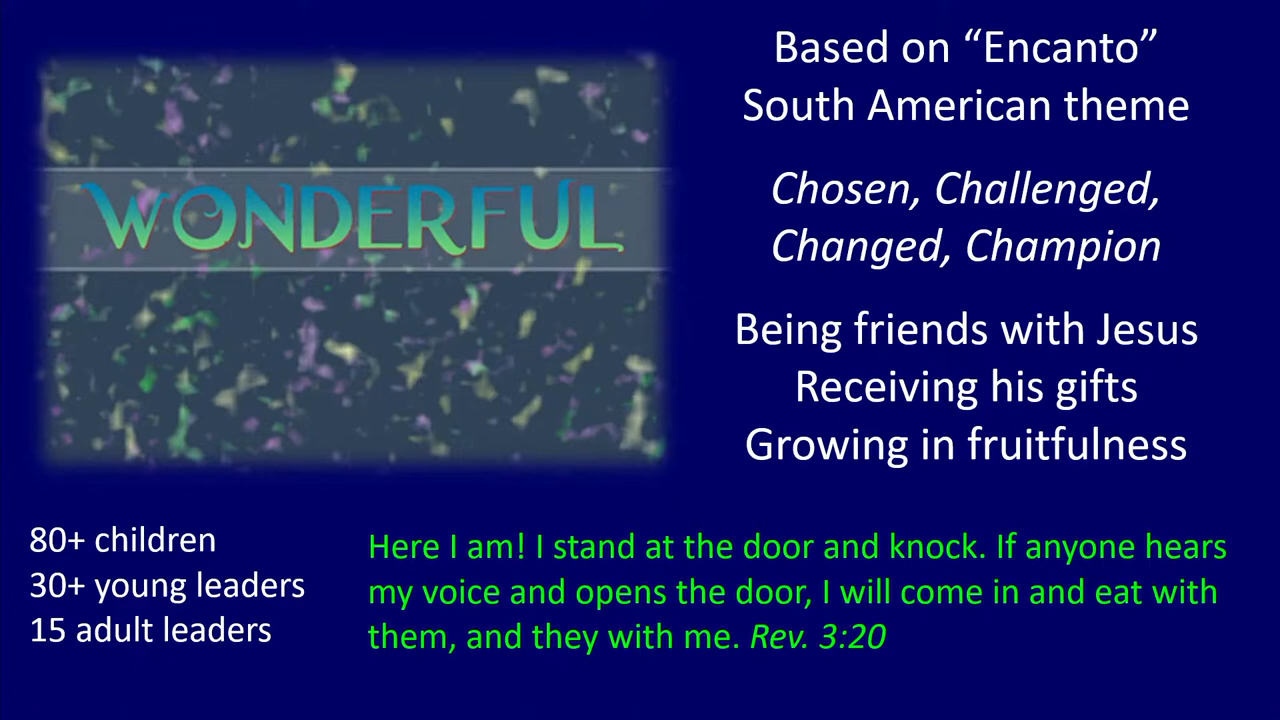 WONDERFUL
Based on “Encanto”
South American theme
Chosen, Challenged,
Changed, Champion
Being friends with Jesus
Receiving his gifts
Growing in fruitfulness
80+ children
30+ young leaders
15 adult leaders
Here I am! I stand at the door and knock. If anyone hears
my voice and opens the door, I will come in and eat with
them, and they with me. Rev. 3:20